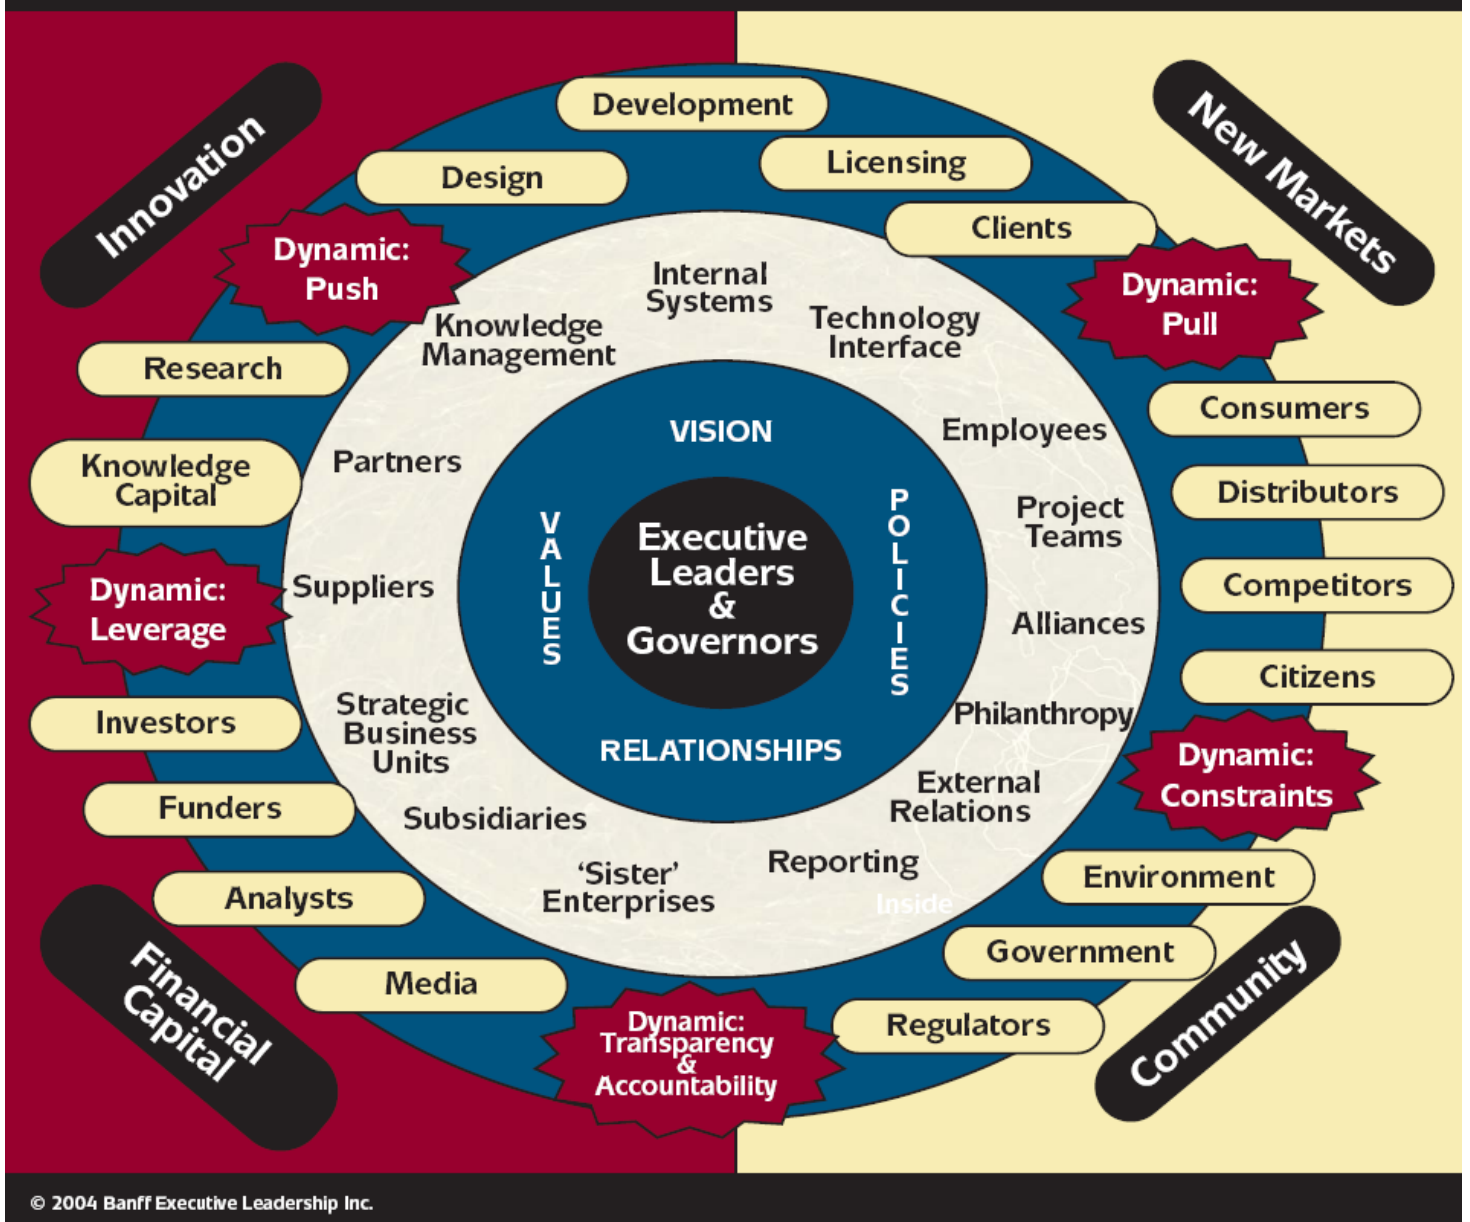 Innovation
New Markets
Development
Licensing
Design
Clients
Dynamic:
Push
Dynamic:
Pull
Internal
Systems
Knowledge
Management
Technology
Interface
Research
Consumers
VISION
Employees
Knowledge
Capital
Partners
Distributors
VALUES
POLICIES
Executive
Leaders
&
Governors
Project
Teams
Dynamic:
Leverage
Suppliers
Competitors
Alliances
Citizens
Investors
Strategic
Business
Units
RELATIONSHIPS
Philanthropy
Dynamic:
Constraints
Funders
Subsidiaries
External
Relations
Analysts
'Sister'
Enterprises
Reporting
Inside
Environment
Financial
Capital
Media
Government
Community
Dynamic:
Transparency
&
Accountability
Regulators
© 2004 Banff Executive Leadership Inc.